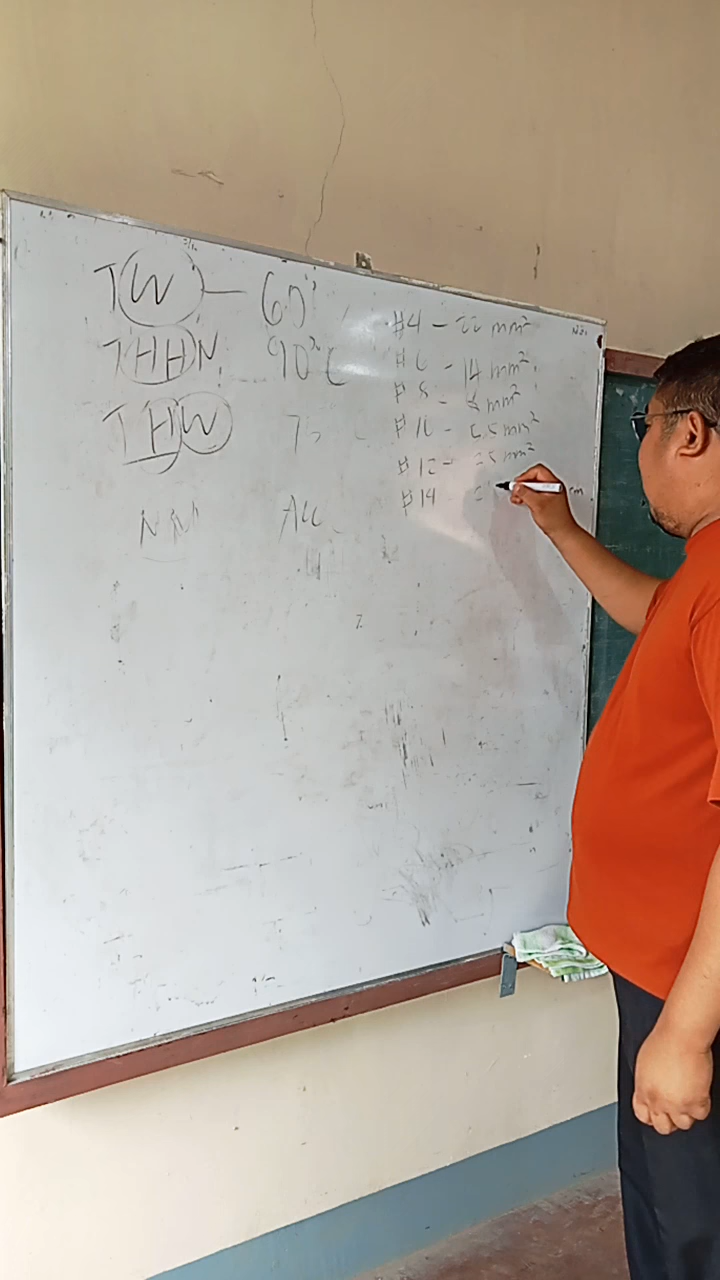 TW — 60°
THHN 90°C
THW 75
NM
#4 — 22 mm²
#6 - 14 mm²
#8 - 8 mm²
#10 - 5.5 mm²
#12 - 3.5 mm²
#14 -